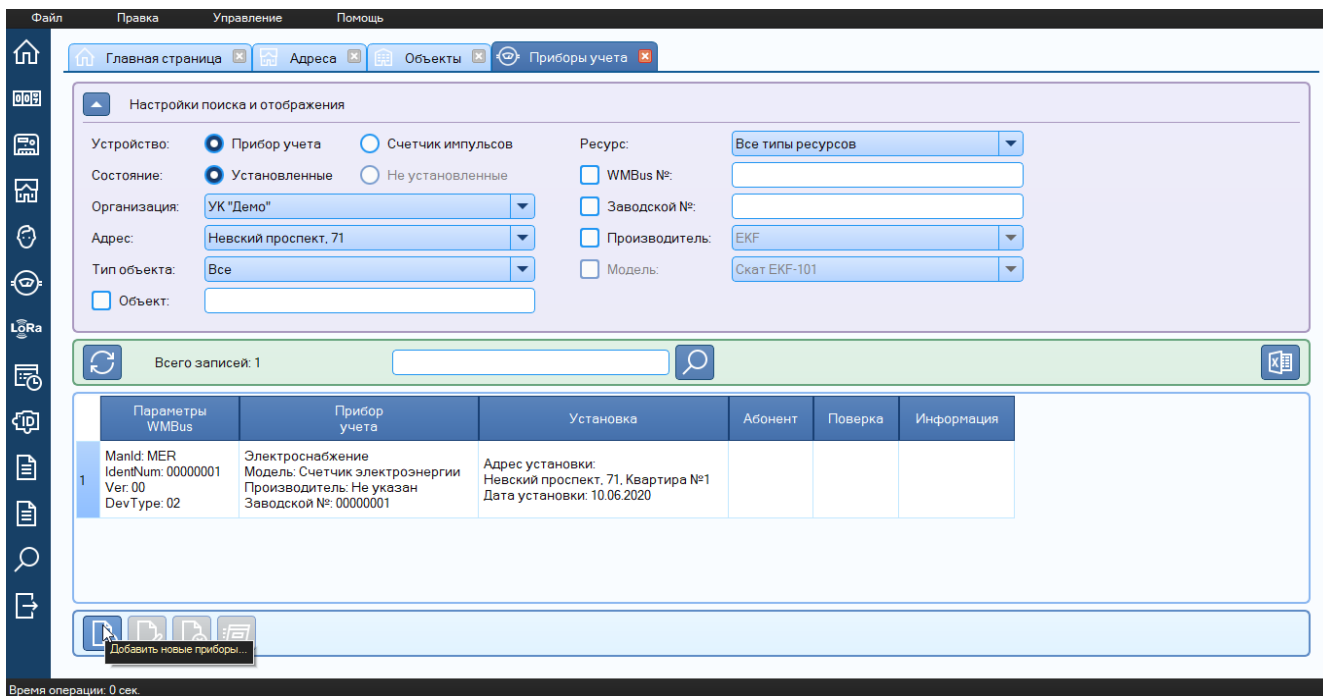 Файл Правка Управление Помощь
Главная страница Адреса Объекты Приборы учета
Настройки поиска и отображения
Устройство: Прибор учета Счетчик импульсов Ресурс: Все типы ресурсов
Состояние: Установленные Не установленные WMBus №:
Организация: УК "Демо" Заводской №:
Адрес: Невский проспект, 71 Производитель: EKF
Тип объекта: Все Модель: Скат EKF-101
Объект:
LoRa
Всего записей: 1
ID
Параметры WMBus
Прибор учета
Установка
Абонент
Поверка
Информация
1
ManId: MER
IdentNum: 00000001
Ver: 00
DevType: 02
Электроснабжение
Модель: Счетчик электроэнергии
Производитель: Не указан
Заводской №: 00000001
Адрес установки:
Невский проспект, 71, Квартира №1
Дата установки: 10.06.2020
Добавить новые приборы...
Время операции: 0 сек.